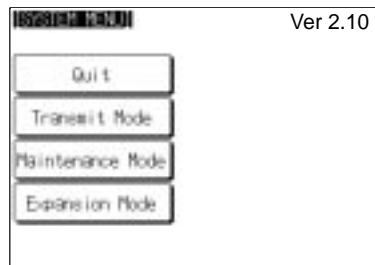 [SYSTEM MENU] Ver 2.10
Quit
Transmit Mode
Maintenance Mode
Expansion Mode